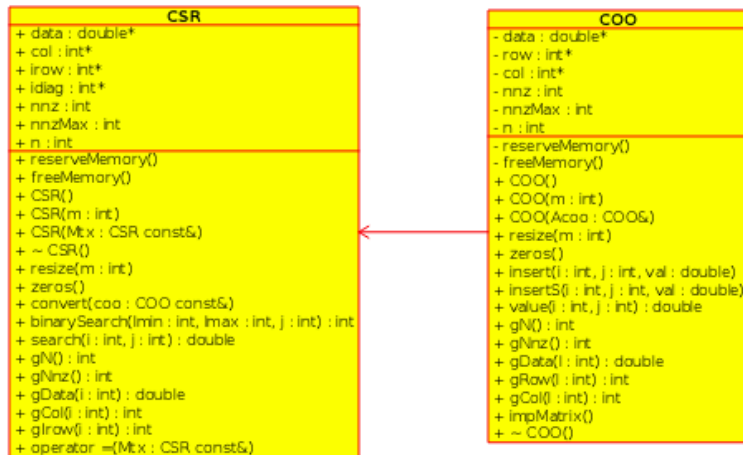 CSR
+ data : double*
+ col : int*
+ irow : int*
+ idiag : int*
+ nnz : int
+ nnzMax : int
+ n : int
+ reserveMemory()
+ freeMemory()
+ CSR()
+ CSR(m : int)
+ CSR(Mtx : CSR const&)
+ ~ CSR()
+ resize(m : int)
+ zeros()
+ convert(coo : COO const&)
+ binarySearch(lmin : int, lmax : int, j : int) : int
+ search(i : int, j : int) : double
+ gN() : int
+ gNnz() : int
+ gData(i : int) : double
+ gCol(i : int) : int
+ gIrow(i : int) : int
+ operator =(Mtx : CSR const&)
COO
- data : double*
- row : int*
- col : int*
- nnz : int
- nnzMax : int
- n : int
- reserveMemory()
- freeMemory()
+ COO()
+ COO(m : int)
+ COO(Acoo : COO&)
+ resize(m : int)
+ zeros()
+ insert(i : int, j : int, val : double)
+ insertS(i : int, j : int, val : double)
+ value(i : int, j : int) : double
+ gN() : int
+ gNnz() : int
+ gData(l : int) : double
+ gRow(l : int) : int
+ gCol(l : int) : int
+ impMatrix()
+ ~ COO()